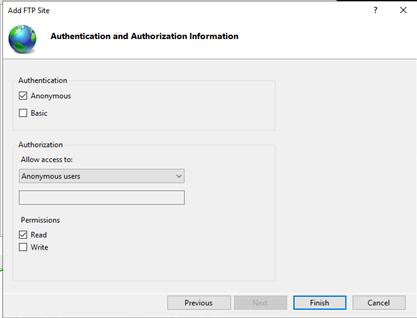 Add FTP Site
Authentication and Authorization Information
Authentication
Anonymous
Basic
Authorization
Allow access to:
Anonymous users
Permissions
Read
Write
Previous Next Finish Cancel